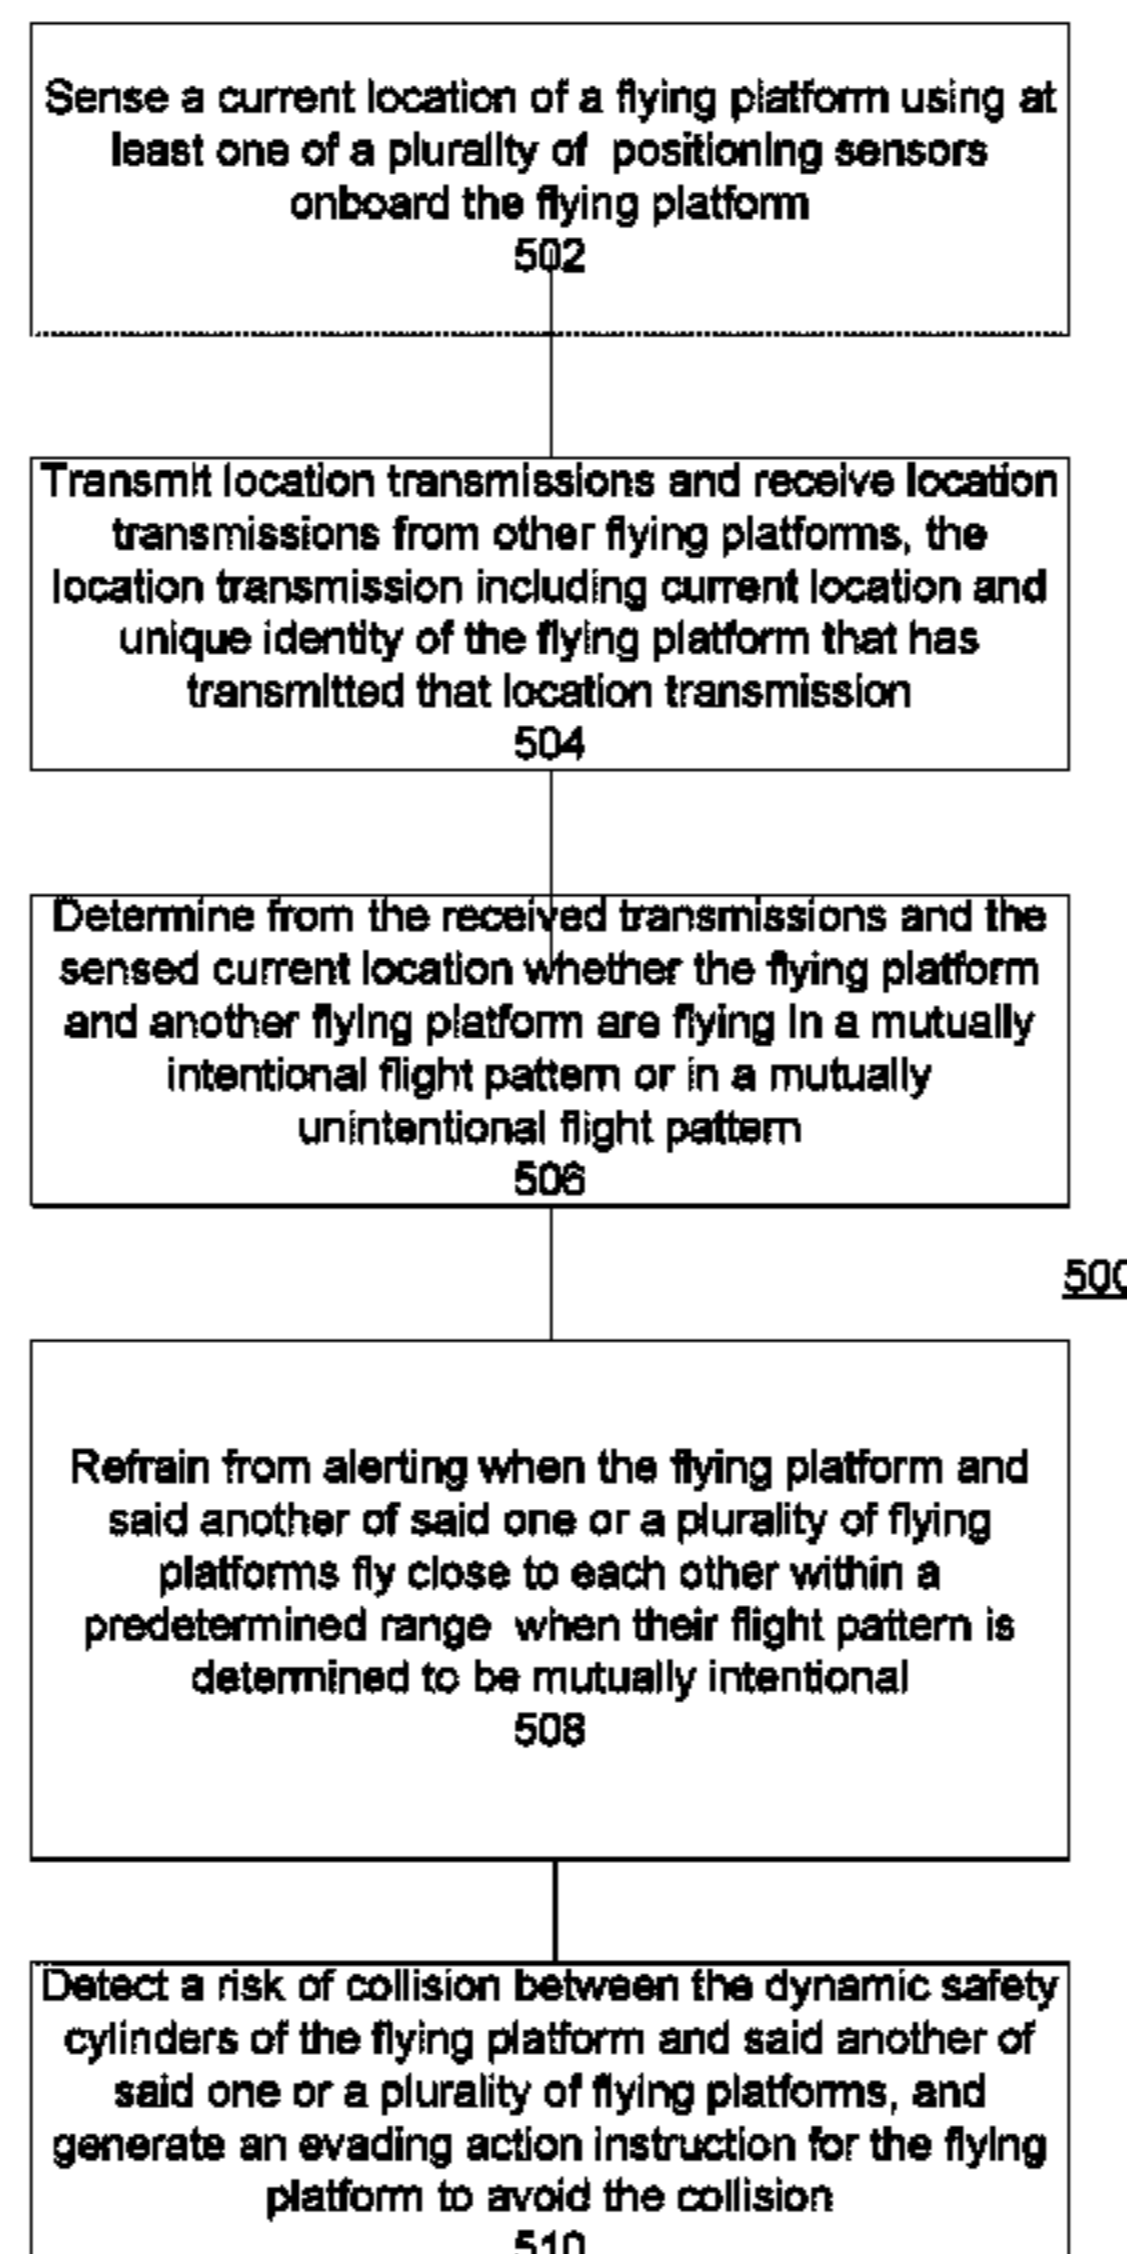 Sense a current location of a flying platform using at
least one of a plurality of positioning sensors
onboard the flying platform
502
Transmit location transmissions and receive location
transmissions from other flying platforms, the
location transmission including current location and
unique identity of the flying platform that has
transmitted that location transmission
504
Determine from the received transmissions and the
sensed current location whether the flying platform
and another flying platform are flying in a mutually
intentional flight pattern or in a mutually
unintentional flight pattern
506
500
Refrain from alerting when the flying platform and
said another of said one or a plurality of flying
platforms fly close to each other within a
predetermined range when their flight pattern is
determined to be mutually intentional
508
Detect a risk of collision between the dynamic safety
cylinders of the flying platform and said another of
said one or a plurality of flying platforms, and
generate an evading action instruction for the flying
platform to avoid the collision
510